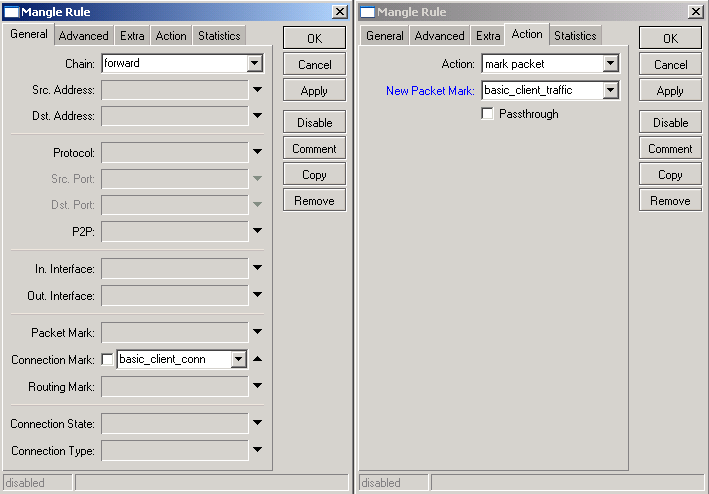 Mangle Rule
General Advanced Extra Action Statistics
Chain: forward
Src. Address:
Dst. Address:
Protocol:
Src. Port:
Dst. Port:
P2P:
In. Interface:
Out. Interface:
Packet Mark:
Connection Mark: basic_client_conn
Routing Mark:
Connection State:
Connection Type:
OK
Cancel
Apply
Disable
Comment
Copy
Remove
disabled
Mangle Rule
General Advanced Extra Action Statistics
Action: mark packet
New Packet Mark: basic_client_traffic
Passthrough
OK
Cancel
Apply
Disable
Comment
Copy
Remove
disabled